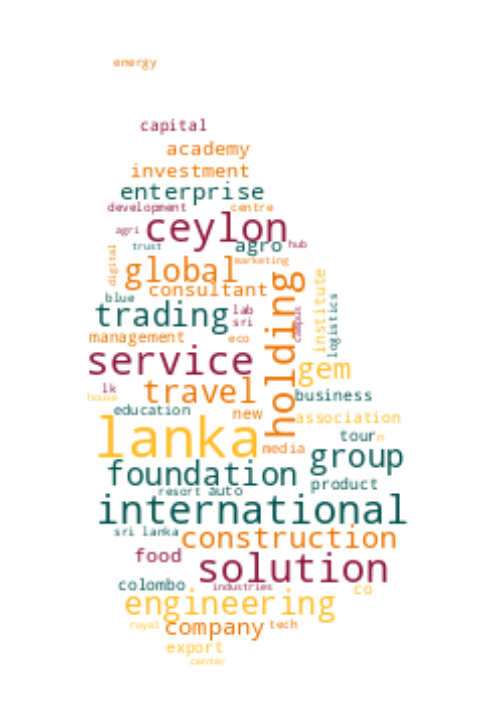 energy
capital
academy
investment
enterprise
development centre
agri ceylon
trust agro hub
digital
global marketing
consultant
blue
trading lab
sri
holding
campus
institute
logistics
management eco
service gem
lk travel business
house
education new association
lanka tour n
media group
foundation product
resort auto
international
sri lanka construction
food solution
colombo industries co
engineering
royal company tech
export
center